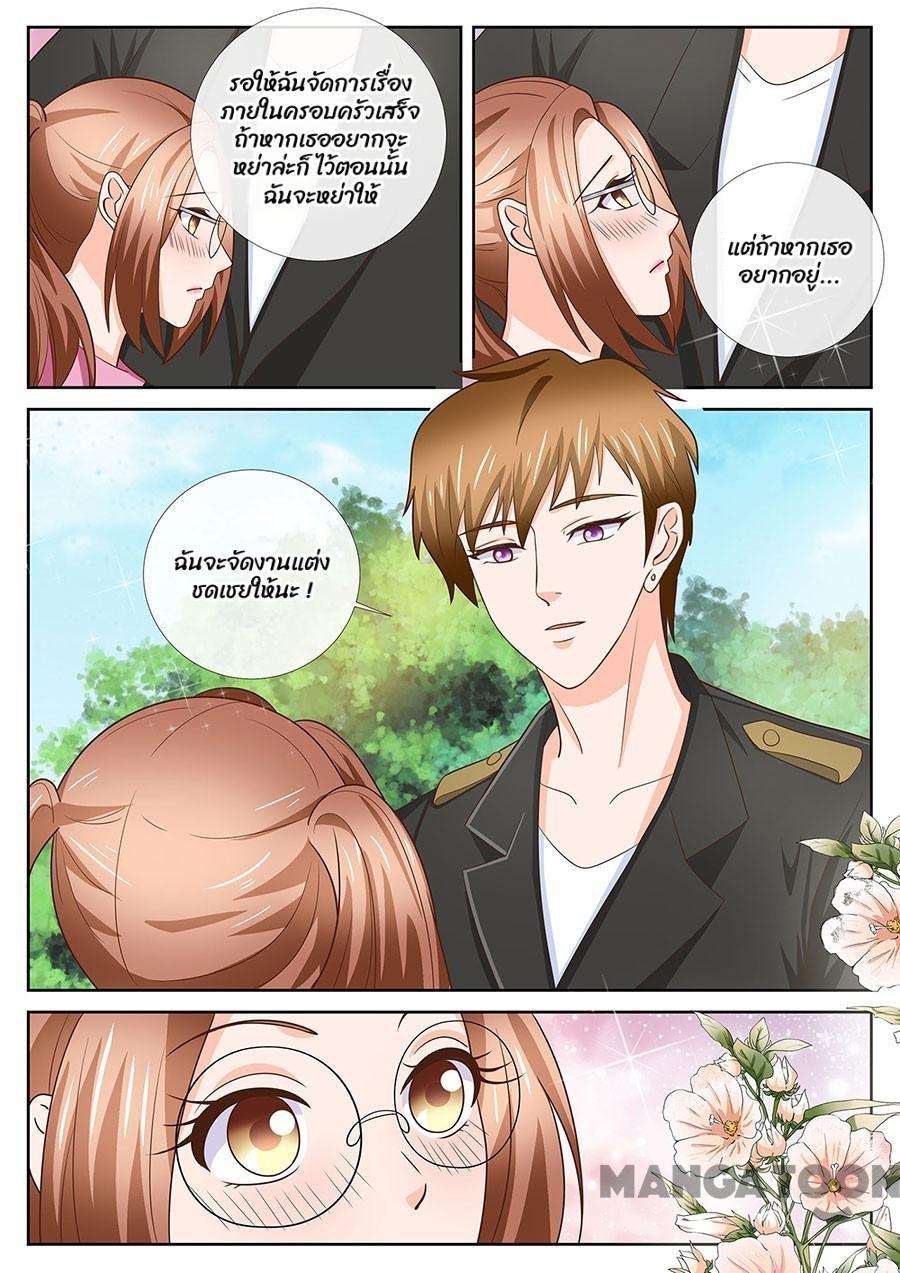 รอให้ฉันจัดการเรื่อง
ภายในครอบครัวเสร็จ
ถ้าหากเธออยากจะ
หย่าล่ะก็ ไว้ตอนนั้น
ฉันจะหย่าให้
แต่ถ้าหากเธอ
อยากอยู่...
ฉันจะจัดงานแต่ง
ชดเชยให้นะ !
MANGATOON